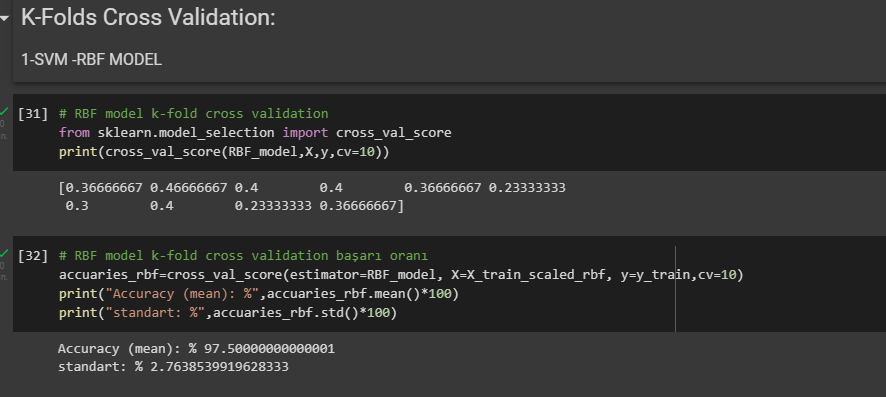 K-Folds Cross Validation:
1-SVM -RBF MODEL
[31] # RBF model k-fold cross validation
from sklearn.model_selection import cross_val_score
print(cross_val_score(RBF_model,X,y,cv=10))
[0.36666667 0.46666667 0.4 0.4 0.36666667 0.23333333
0.3 0.4 0.23333333 0.36666667]
[32] # RBF model k-fold cross validation başarı oranı
accuaries_rbf=cross_val_score(estimator=RBF_model, X=X_train_scaled_rbf, y=y_train,cv=10)
print("Accuracy (mean): %",accuaries_rbf.mean()*100)
print("standart: %",accuaries_rbf.std()*100)
Accuracy (mean): % 97.50000000000001
standart: % 2.7638539919628333